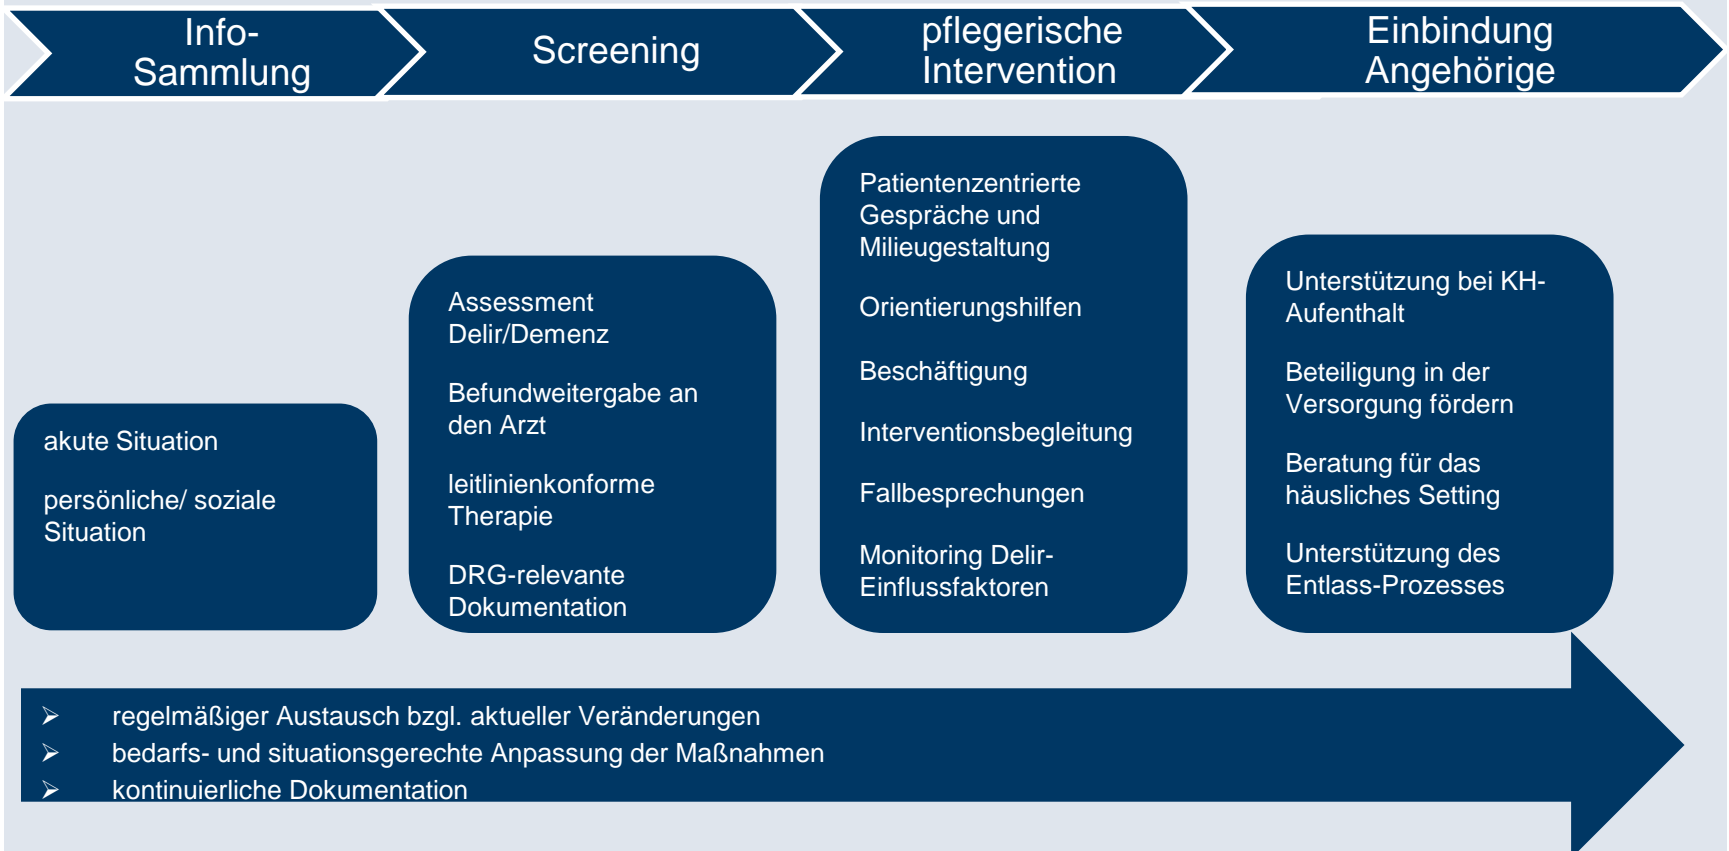 Info-
Sammlung
Screening
pflegerische
Intervention
Einbindung
Angehörige
akute Situation
persönliche/ soziale
Situation
Assessment
Delir/Demenz
Befundweitergabe an
den Arzt
leitlinienkonforme
Therapie
DRG-relevante
Dokumentation
Patientenzentrierte
Gespräche und
Milieugestaltung
Orientierungshilfen
Beschäftigung
Interventionsbegleitung
Fallbesprechungen
Monitoring Delir-
Einflussfaktoren
Unterstützung bei KH-
Aufenthalt
Beteiligung in der
Versorgung fördern
Beratung für das
häusliches Setting
Unterstützung des
Entlass-Prozesses
➢ regelmäßiger Austausch bzgl. aktueller Veränderungen
➢ bedarfs- und situationsgerechte Anpassung der Maßnahmen
➢ kontinuierliche Dokumentation